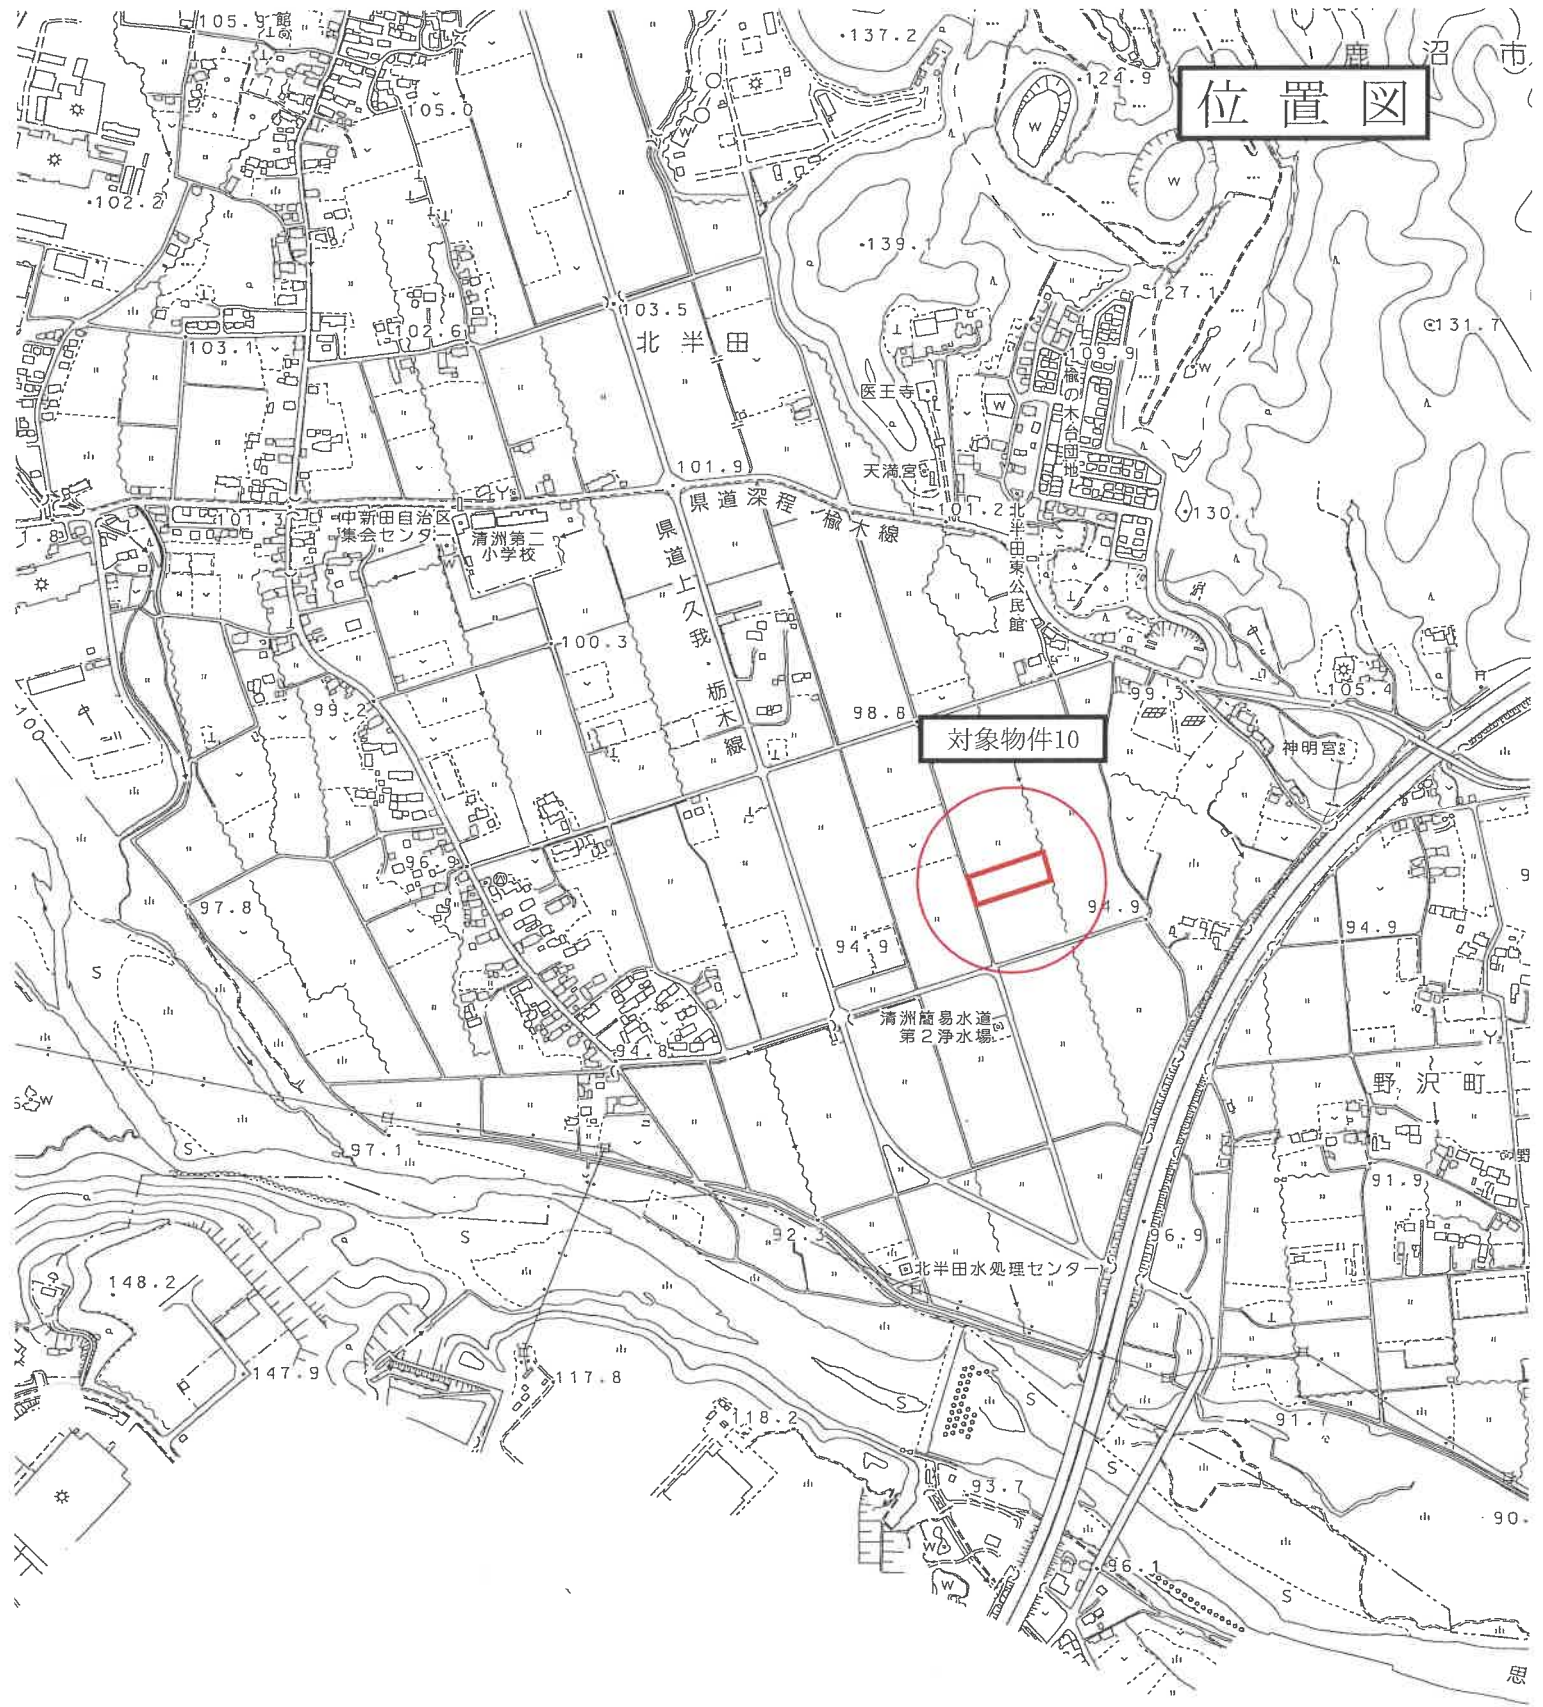 105.9
館
137.2
鹿沼市
124.9
位置図
W
105.0
W
W
102.2
139.1
127.1
103.5
131.7
102.6
北半田
103.1
109.9
W
医王寺
W
楡の木台団地
101.9
天満宮
県道深程・楡木線
101.2
130.1
101.3
中新田自治区
集会センター
W
清洲第二
小学校
1.8
県道上久我・栃木線
北半田東公民館
100.3
99.2
99.3
105.4
100
98.8
対象物件10
神明宮
96.9
97.8
94.9
94.9
94.9
S
清洲簡易水道
第2浄水場
94.8
野沢町
W
97.1
S
91.9
S
92.3
96.9
北半田水処理センター
148.2
147.9
117.8
S
S
118.2
91.
S
93.7
90.
W
W
96.1
S
思